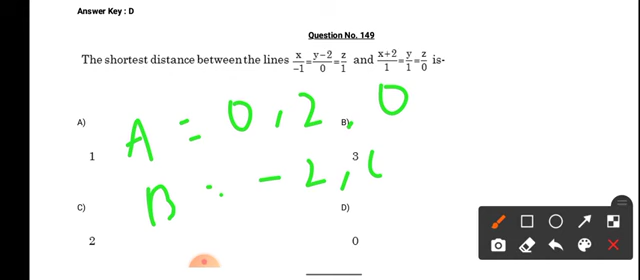 Answer Key : D
Question No. 149
The shortest distance between the lines x/-1 = y-2/0 = z/1 and x+2/1 = y/1 = z/0 is-
A) B)
1 3
A = 0, 2, 0
B : -2, (
C) D)
2 0